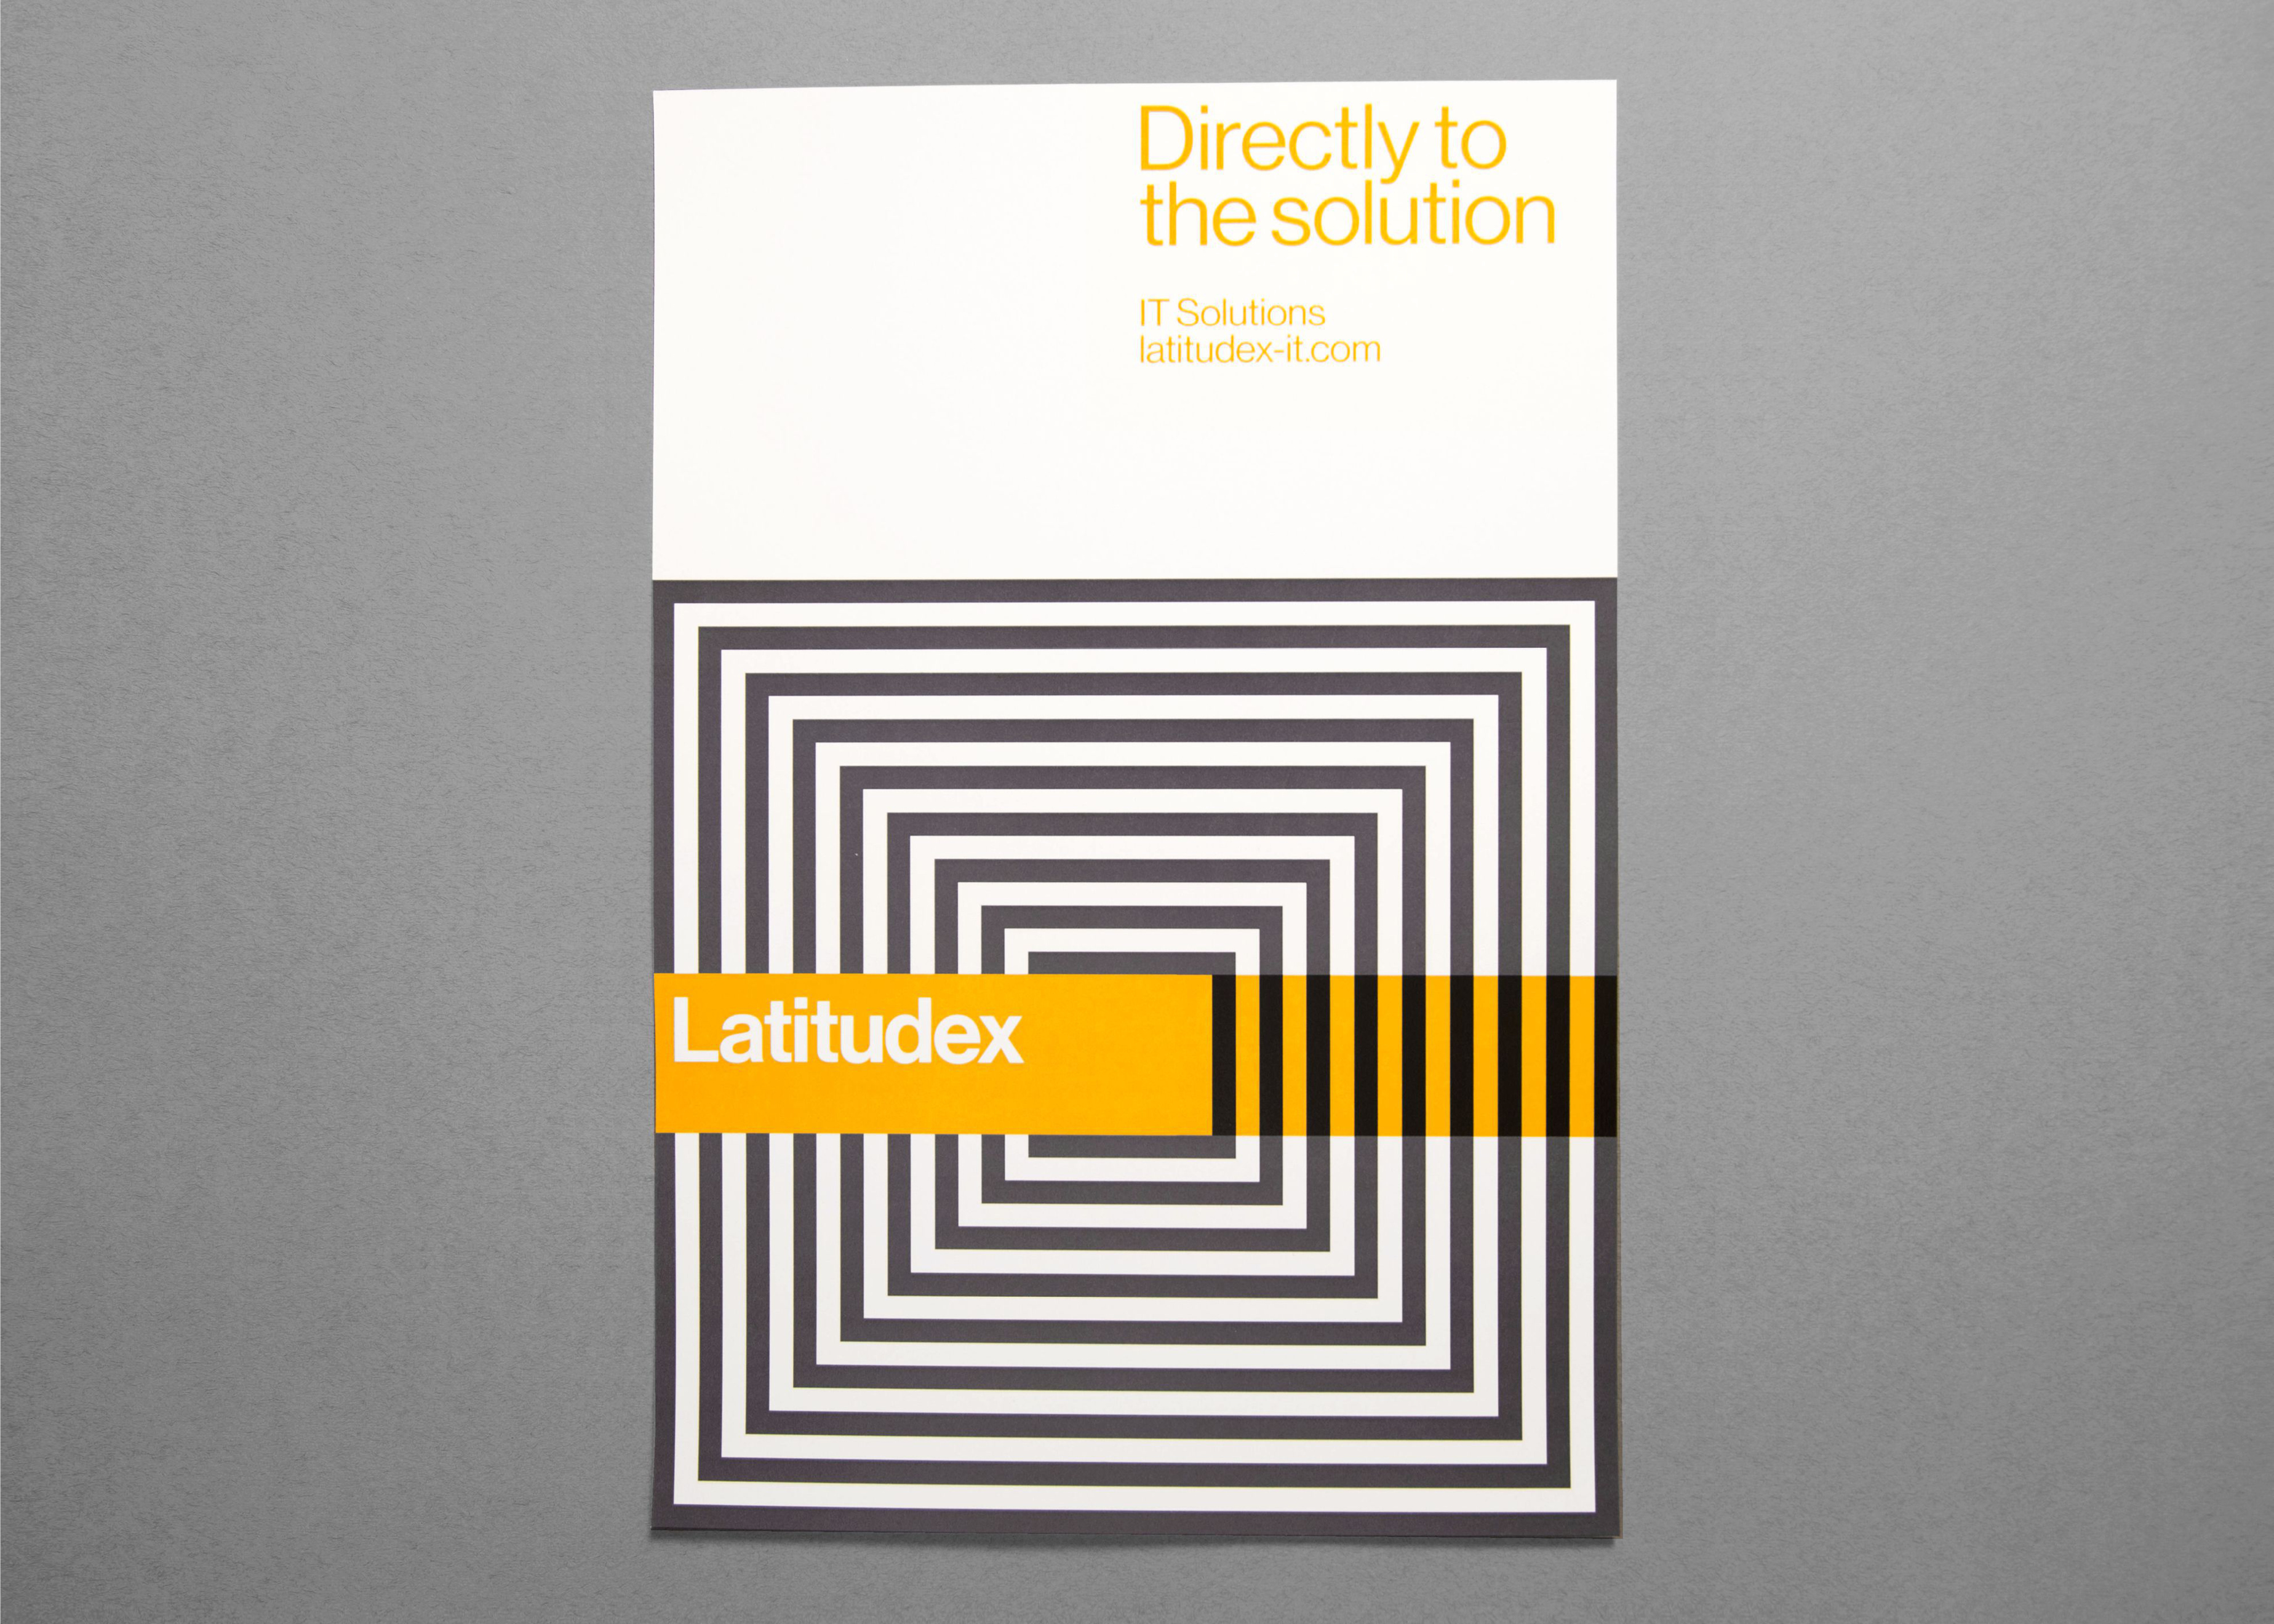 Directly to
the solution
IT Solutions
latitudex-it.com
Latitudex